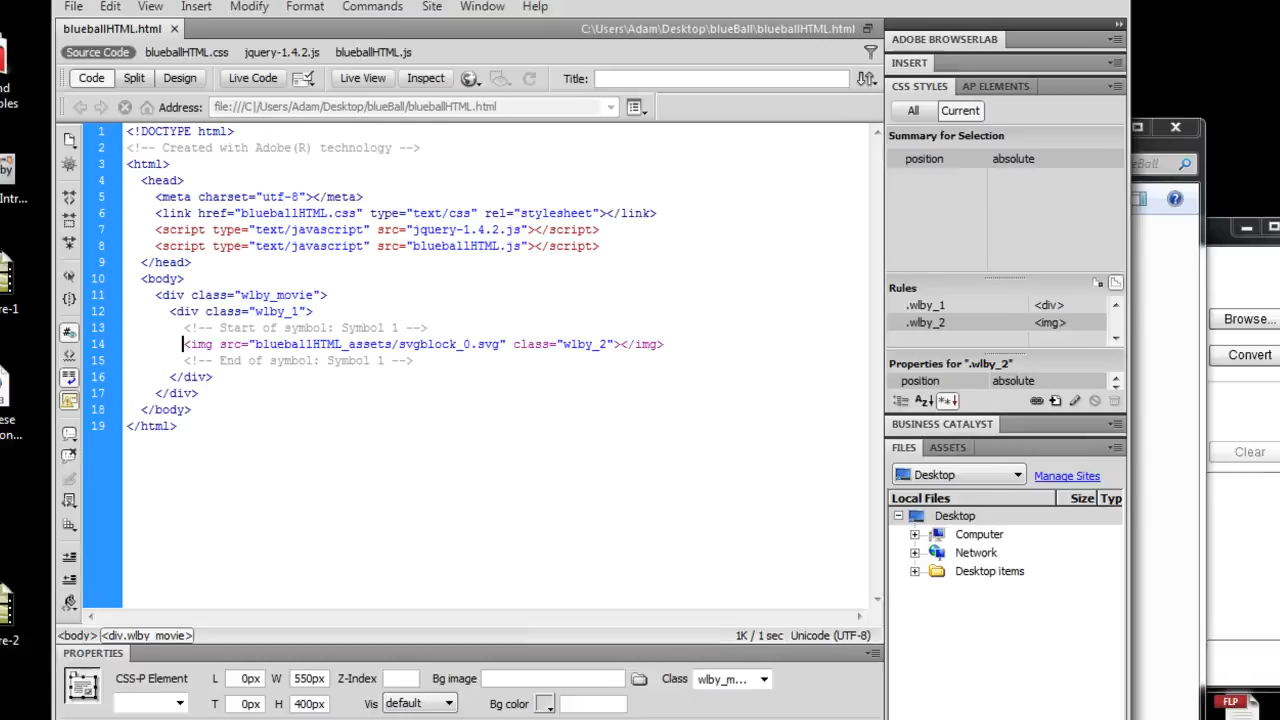 File Edit View Insert Modify Format Commands Site Window Help
blueballHTML.html C:\Users\Adam\Desktop\blueBall\blueballHTML.html
Source Code blueballHTML.css jquery-1.4.2.js blueballHTML.js
Code Split Design Live Code Live View Inspect Title:
Address: file:///C|/Users/Adam/Desktop/blueBall/blueballHTML.html
1 <!DOCTYPE html>
2 <!-- Created with Adobe(R) technology -->
3 <html>
4 <head>
5 <meta charset="utf-8"></meta>
6 <link href="blueballHTML.css" type="text/css" rel="stylesheet"></link>
7 <script type="text/javascript" src="jquery-1.4.2.js"></script>
8 <script type="text/javascript" src="blueballHTML.js"></script>
9 </head>
10 <body>
11 <div class="wlby_movie">
12 <div class="wlby_1">
13 <!-- Start of symbol: Symbol 1 -->
14 <img src="blueballHTML_assets/svgblock_0.svg" class="wlby_2"></img>
15 <!-- End of symbol: Symbol 1 -->
16 </div>
17 </div>
18 </body>
19 </html>
<body> <div.wlby_movie> 1K / 1 sec Unicode (UTF-8)
PROPERTIES
CSS-P Element L 0px W 550px Z-Index Bg image Class wlby_m...
T 0px H 400px Vis default Bg color
ADOBE BROWSERLAB
INSERT
CSS STYLES AP ELEMENTS
All Current
Summary for Selection
position absolute
Rules
.wlby_1 <div>
.wlby_2 <img>
Properties for ".wlby_2"
position absolute
BUSINESS CATALYST
FILES ASSETS
Desktop Manage Sites
Local Files Size Typ
Desktop
Computer
Network
Desktop items
Browse...
Convert
Clear
FLP